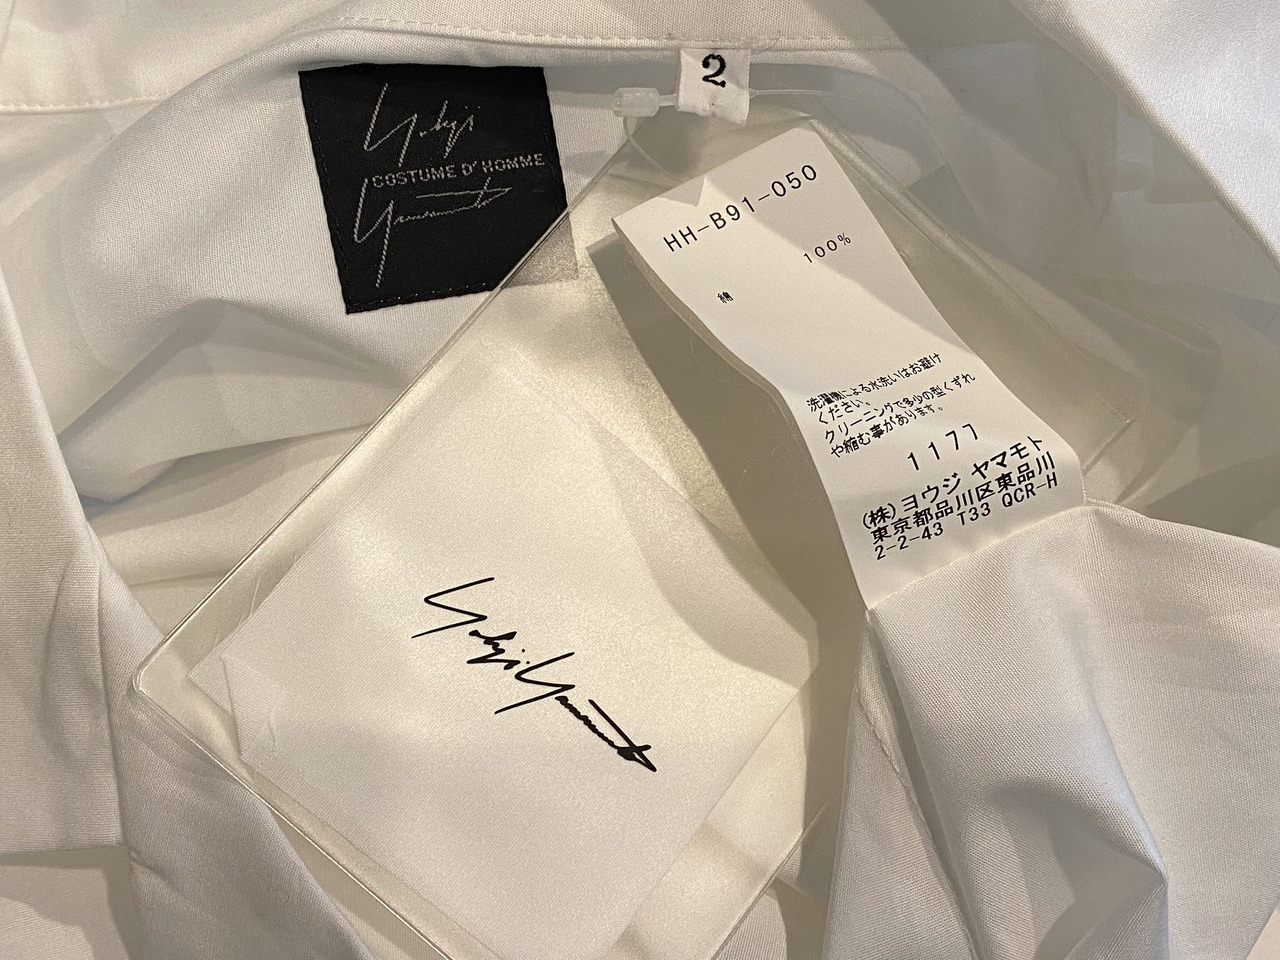 Yohji
COSTUME D'HOMME
Yamamoto
2
HH-B91-050
100%
綿
洗濯機による水洗いはお避け
ください。
クリーニングで多少の型くずれ
や縮む事があります。
1177
(株)ヨウジ ヤマモト
東京都品川区東品川
2-2-43 T33 QCR-H
Yohji Yamamoto